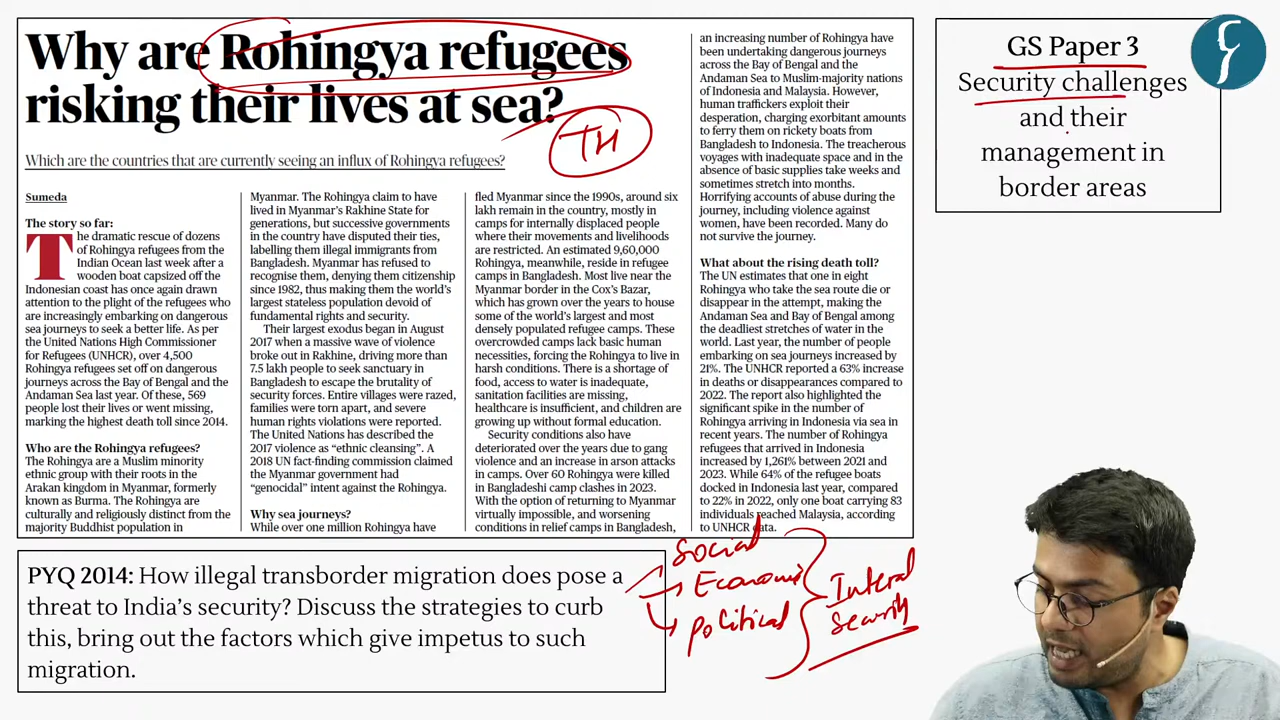 Why are Rohingya refugees
risking their lives at sea?
TH
Which are the countries that are currently seeing an influx of Rohingya refugees?
Sumeda
The story so far:
The dramatic rescue of dozens
of Rohingya refugees from the
Indian Ocean last week after a
wooden boat capsized off the
Indonesian coast has once again drawn
attention to the plight of the refugees who
are increasingly embarking on dangerous
sea journeys to seek a better life. As per
the United Nations High Commissioner
for Refugees (UNHCR), over 4,500
Rohingya refugees set off on dangerous
journeys across the Bay of Bengal and the
Andaman Sea last year. Of these, 569
people lost their lives or went missing,
marking the highest death toll since 2014.
Who are the Rohingya refugees?
The Rohingya are a Muslim minority
ethnic group with their roots in the
Arakan kingdom in Myanmar, formerly
known as Burma. The Rohingya are
culturally and religiously distinct from the
majority Buddhist population in
Myanmar. The Rohingya claim to have
lived in Myanmar's Rakhine State for
generations, but successive governments
in the country have disputed their ties,
labelling them illegal immigrants from
Bangladesh. Myanmar has refused to
recognise them, denying them citizenship
since 1982, thus making them the world's
largest stateless population devoid of
fundamental rights and security.
Their largest exodus began in August
2017 when a massive wave of violence
broke out in Rakhine, driving more than
7.5 lakh people to seek sanctuary in
Bangladesh to escape the brutality of
security forces. Entire villages were razed,
families were torn apart, and severe
human rights violations were reported.
The United Nations has described the
2017 violence as “ethnic cleansing”. A
2018 UN fact-finding commission claimed
the Myanmar government had
“genocidal” intent against the Rohingya.
Why sea journeys?
While over one million Rohingya have
fled Myanmar since the 1990s, around six
lakh remain in the country, mostly in
camps for internally displaced people
where their movements and livelihoods
are restricted. An estimated 9,60,000
Rohingya, meanwhile, reside in refugee
camps in Bangladesh. Most live near the
Myanmar border in the Cox's Bazar,
which has grown over the years to house
some of the world's largest and most
densely populated refugee camps. These
overcrowded camps lack basic human
necessities, forcing the Rohingya to live in
harsh conditions. There is a shortage of
food, access to water is inadequate,
sanitation facilities are missing,
healthcare is insufficient, and children are
growing up without formal education.
Security conditions also have
deteriorated over the years due to gang
violence and an increase in arson attacks
in camps. Over 60 Rohingya were killed
in Bangladeshi camp clashes in 2023.
With the option of returning to Myanmar
virtually impossible, and worsening
conditions in relief camps in Bangladesh,
an increasing number of Rohingya have
been undertaking dangerous journeys
across the Bay of Bengal and the
Andaman Sea to Muslim-majority nations
of Indonesia and Malaysia. However,
human traffickers exploit their
desperation, charging exorbitant amounts
to ferry them on rickety boats from
Bangladesh to Indonesia. The treacherous
voyages with inadequate space and in the
absence of basic supplies take weeks and
sometimes stretch into months.
Horrifying accounts of abuse during the
journey, including violence against
women, have been recorded. Many do
not survive the journey.
What about the rising death toll?
The UN estimates that one in eight
Rohingya who take the sea route die or
disappear in the attempt, making the
Andaman Sea and Bay of Bengal among
the deadliest stretches of water in the
world. Last year, the number of people
embarking on sea journeys increased by
21%. The UNHCR reported a 63% increase
in deaths or disappearances compared to
2022. The report also highlighted the
significant spike in the number of
Rohingya arriving in Indonesia via sea in
recent years. The number of Rohingya
refugees that arrived in Indonesia
increased by 1,261% between 2021 and
2023. While 64% of the refugee boats
docked in Indonesia last year, compared
to 22% in 2022, only one boat carrying 83
individuals reached Malaysia, according
to UNHCR data.
GS Paper 3
Security challenges
and their
management in
border areas
PYQ 2014: How illegal transborder migration does pose a
threat to India's security? Discuss the strategies to curb
this, bring out the factors which give impetus to such
migration.
Social
Economic
Political
Interal
Security